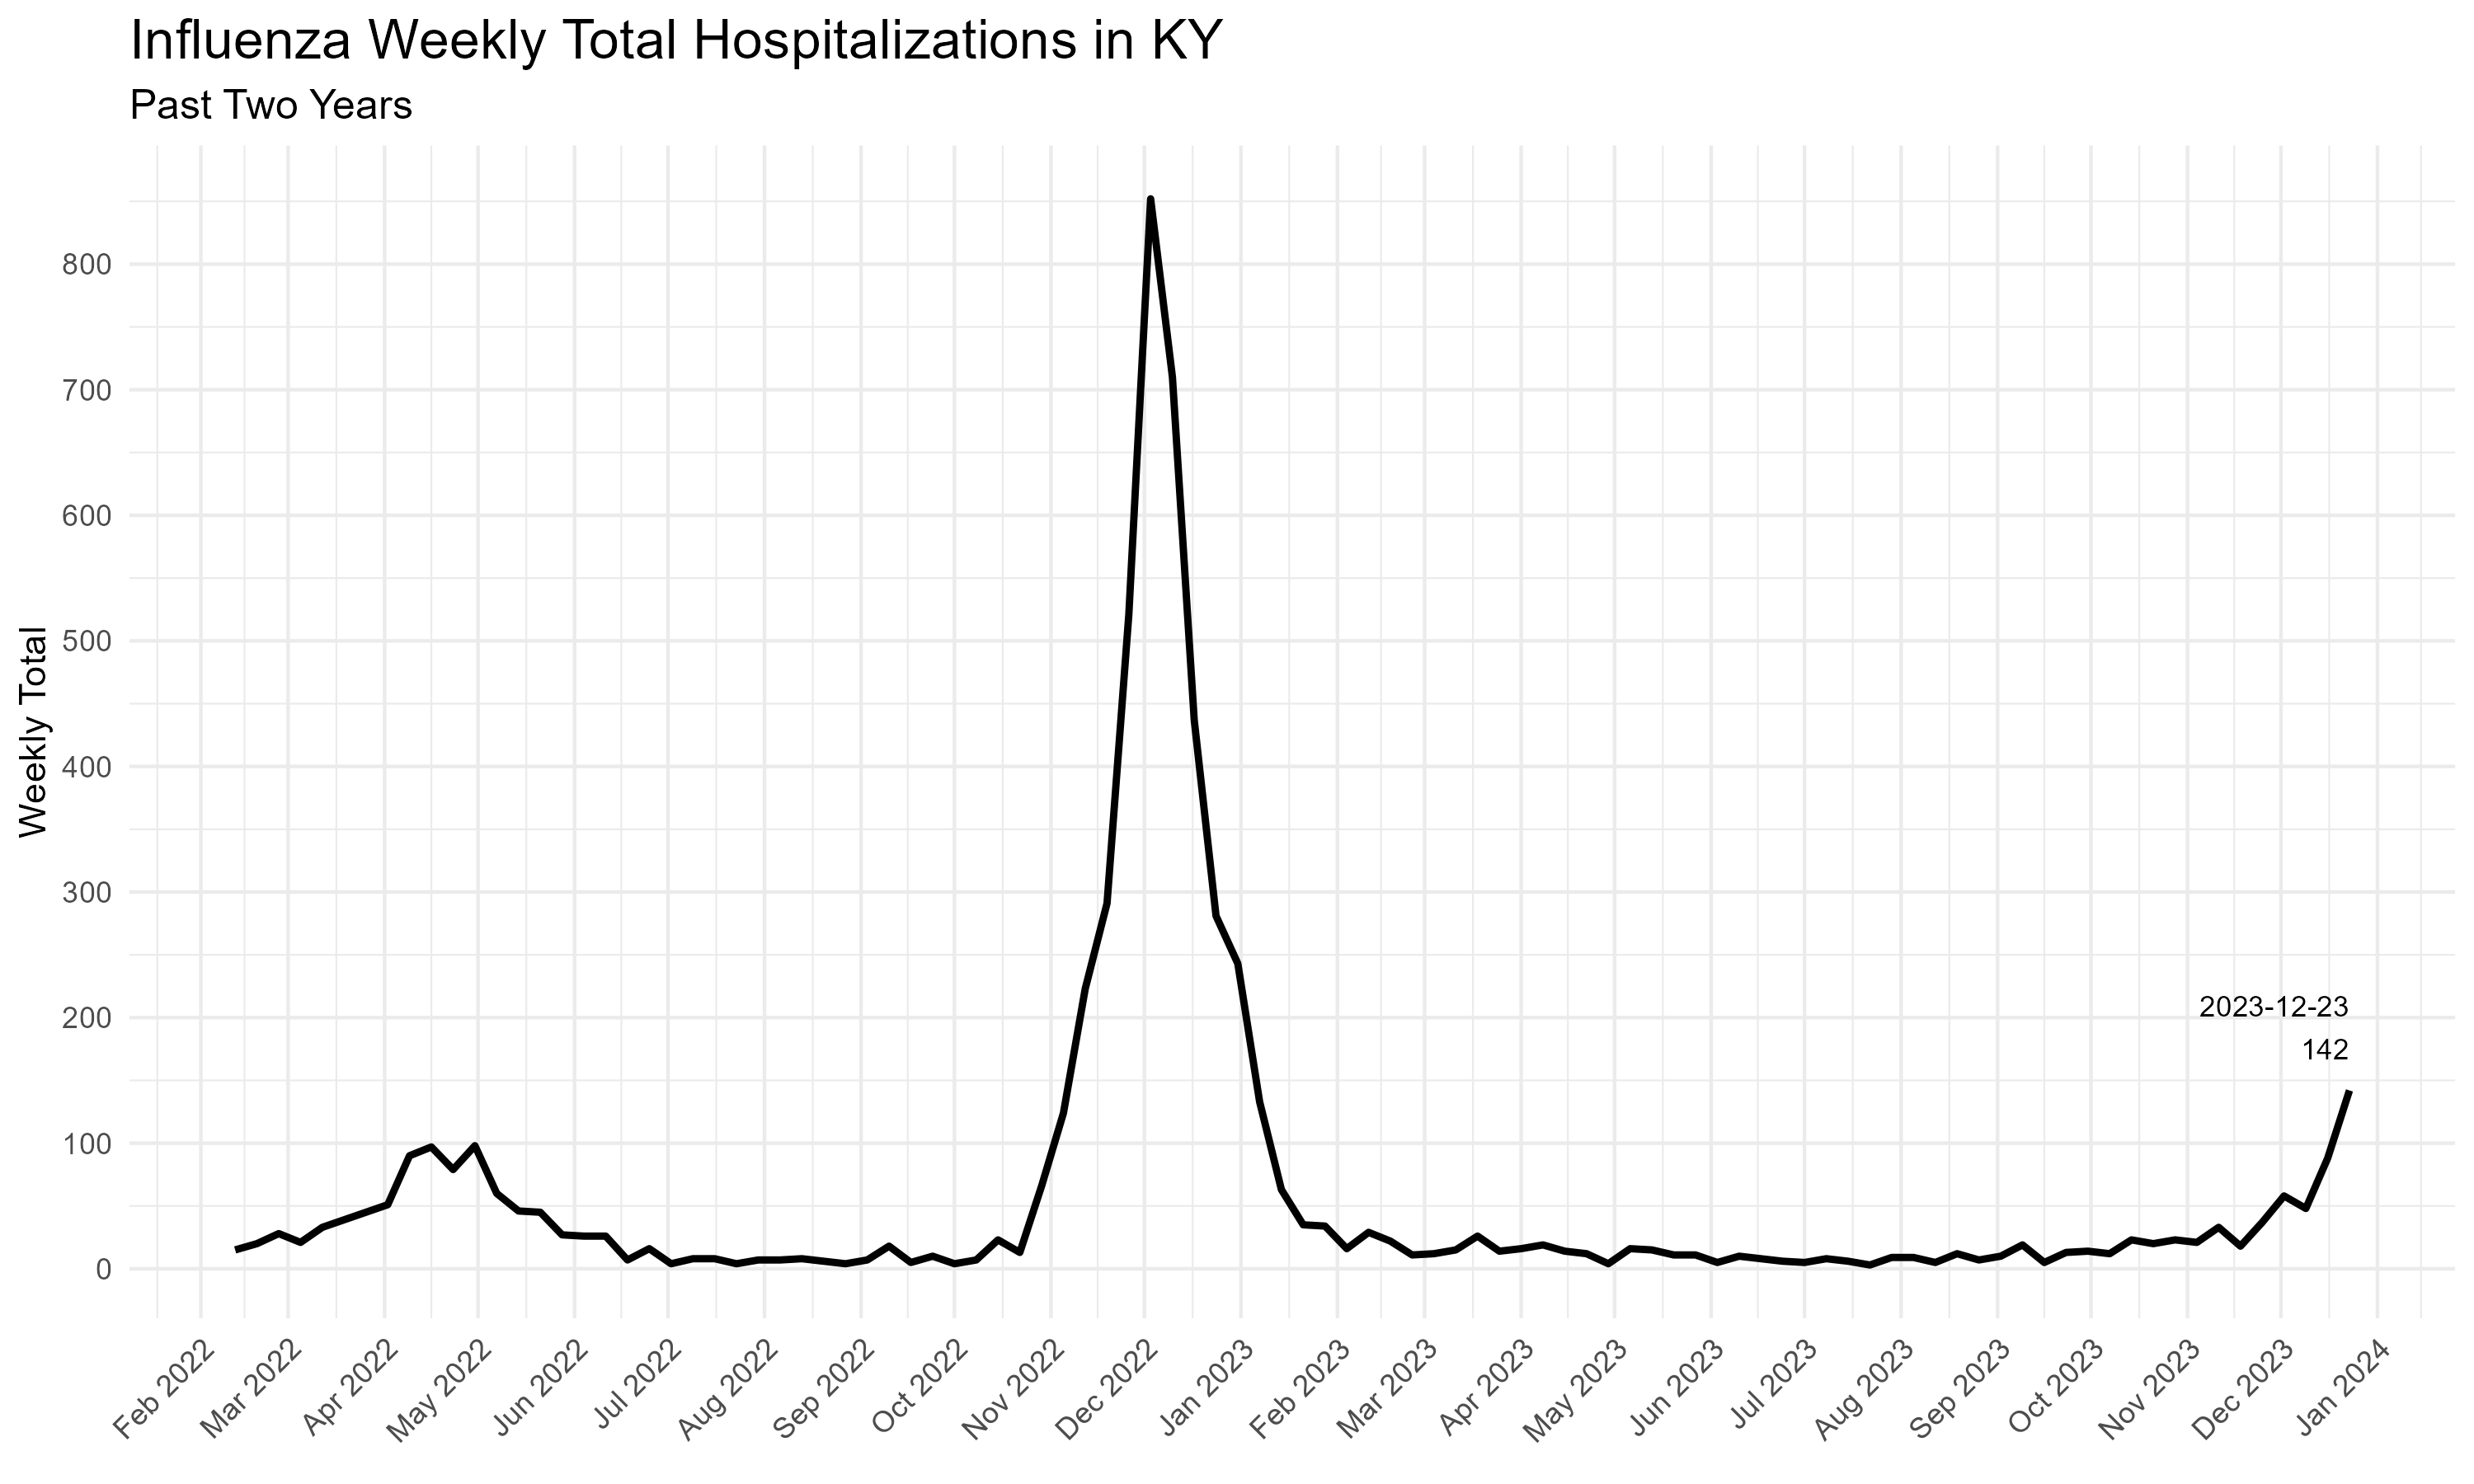 Influenza Weekly Total Hospitalizations in KY
Past Two Years
Weekly Total
800
700
600
500
400
300
200
100
0
2023-12-23
142
Feb 2022
Mar 2022
Apr 2022
May 2022
Jun 2022
Jul 2022
Aug 2022
Sep 2022
Oct 2022
Nov 2022
Dec 2022
Jan 2023
Feb 2023
Mar 2023
Apr 2023
May 2023
Jun 2023
Jul 2023
Aug 2023
Sep 2023
Oct 2023
Nov 2023
Dec 2023
Jan 2024